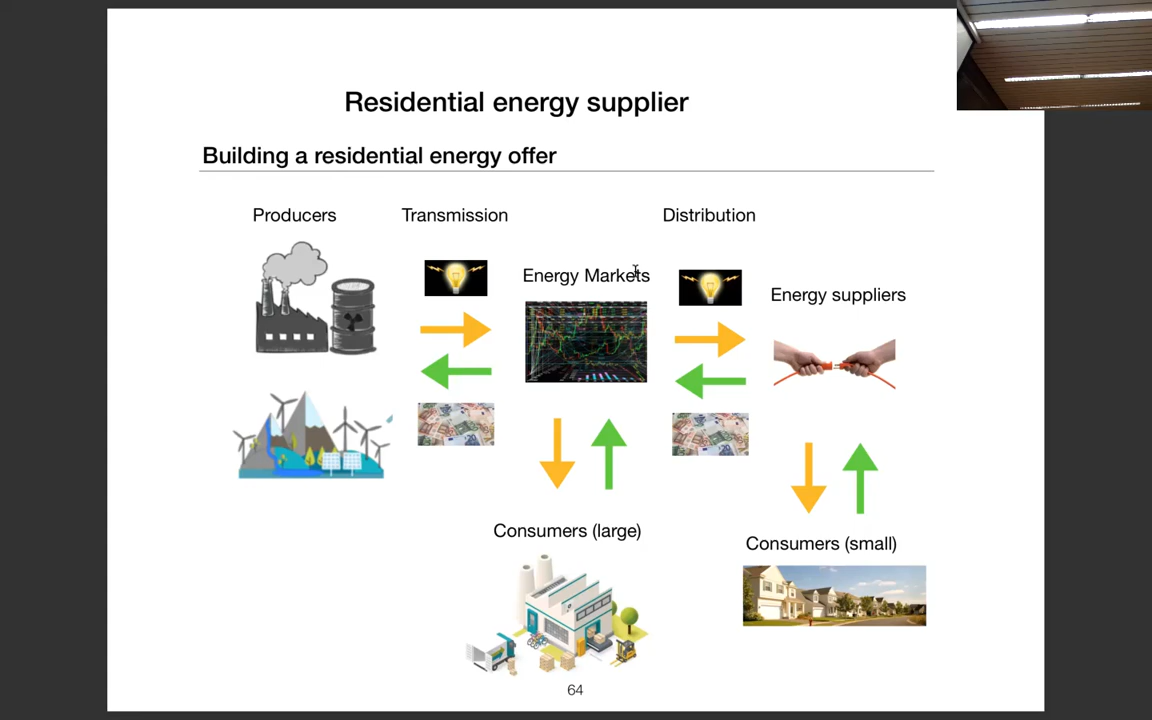 Residential energy supplier
Building a residential energy offer
Producers
Transmission
Distribution
Energy Markets
Energy suppliers
Consumers (large)
Consumers (small)
64